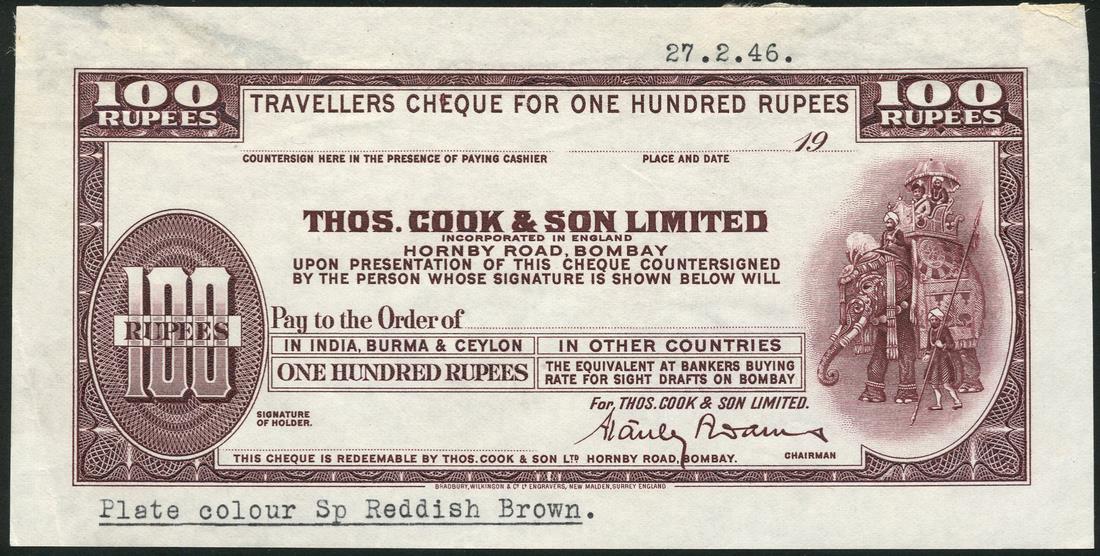 27.2.46.
100 RUPEES
TRAVELLERS CHEQUE FOR ONE HUNDRED RUPEES
100 RUPEES
19
COUNTERSIGN HERE IN THE PRESENCE OF PAYING CASHIER
PLACE AND DATE
THOS. COOK & SON LIMITED
INCORPORATED IN ENGLAND
HORNBY ROAD, BOMBAY
UPON PRESENTATION OF THIS CHEQUE COUNTERSIGNED
BY THE PERSON WHOSE SIGNATURE IS SHOWN BELOW WILL
100
RUPEES
Pay to the Order of
IN INDIA, BURMA & CEYLON
ONE HUNDRED RUPEES
IN OTHER COUNTRIES
THE EQUIVALENT AT BANKERS BUYING
RATE FOR SIGHT DRAFTS ON BOMBAY
For THOS. COOK & SON LIMITED.
SIGNATURE
OF HOLDER.
Stanley Adams
CHAIRMAN
THIS CHEQUE IS REDEEMABLE BY THOS. COOK & SON LTD HORNBY ROAD, BOMBAY.
BRADBURY, WILKINSON & Co Ld ENGRAVERS, NEW MALDEN, SURREY ENGLAND
Plate colour Sp Reddish Brown.